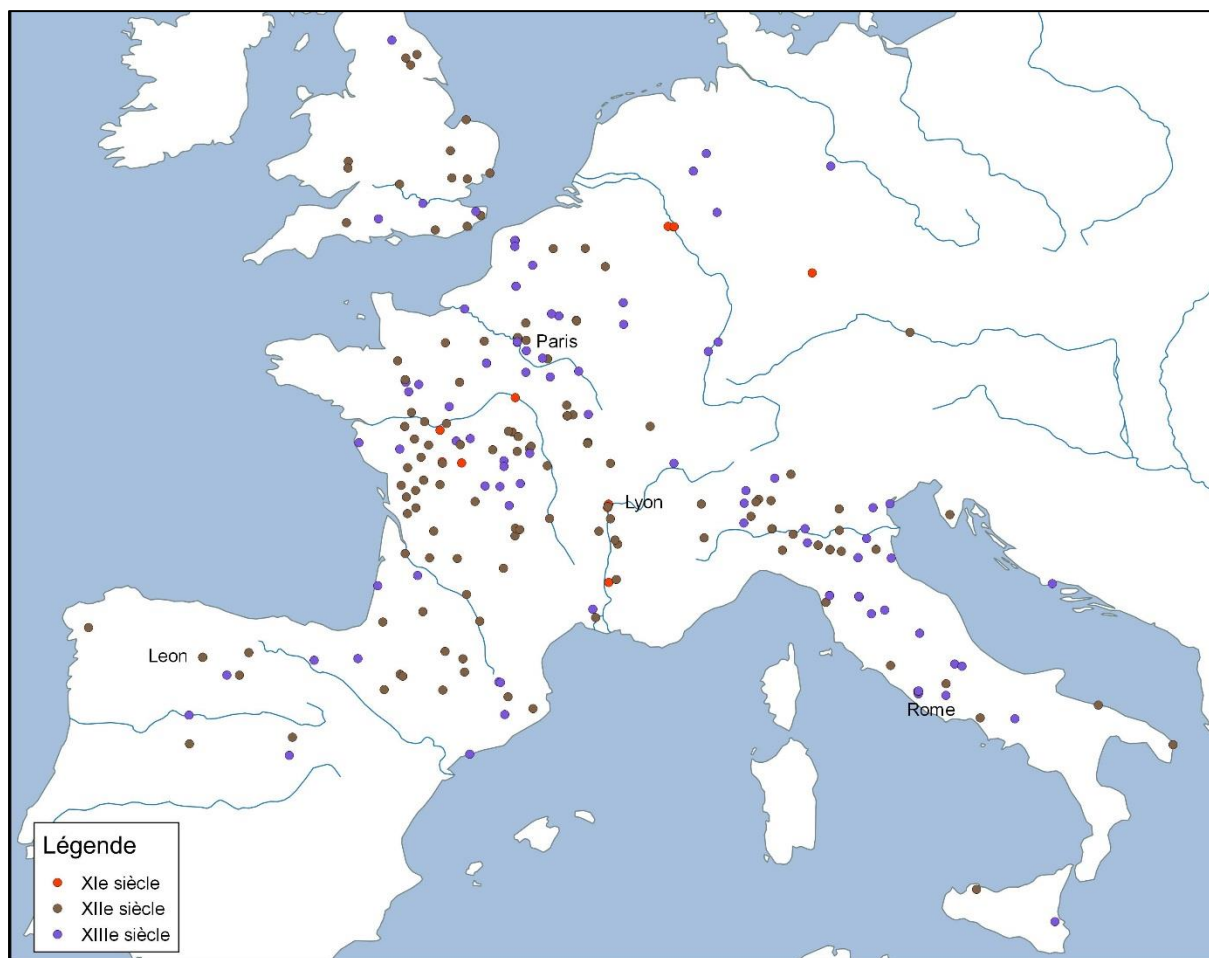 Paris
Lyon
Leon
Rome
Légende
XIe siècle
XIIe siècle
XIIIe siècle